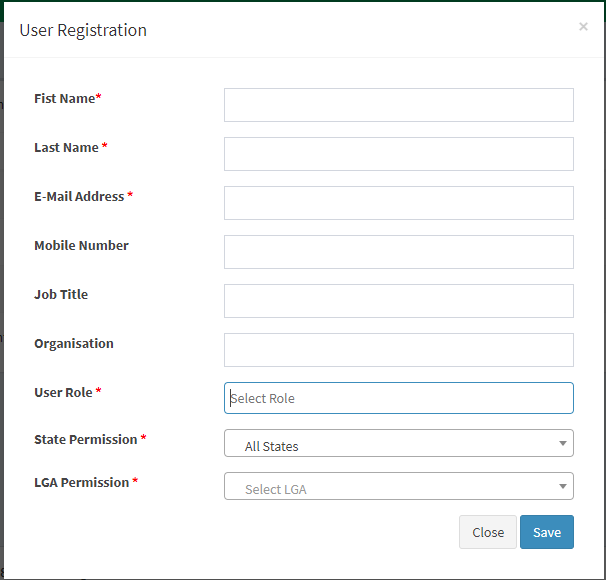 User Registration ×
Fist Name*
Last Name *
E-Mail Address *
Mobile Number
Job Title
Organisation
User Role * Select Role
State Permission * All States
LGA Permission * Select LGA
Close Save